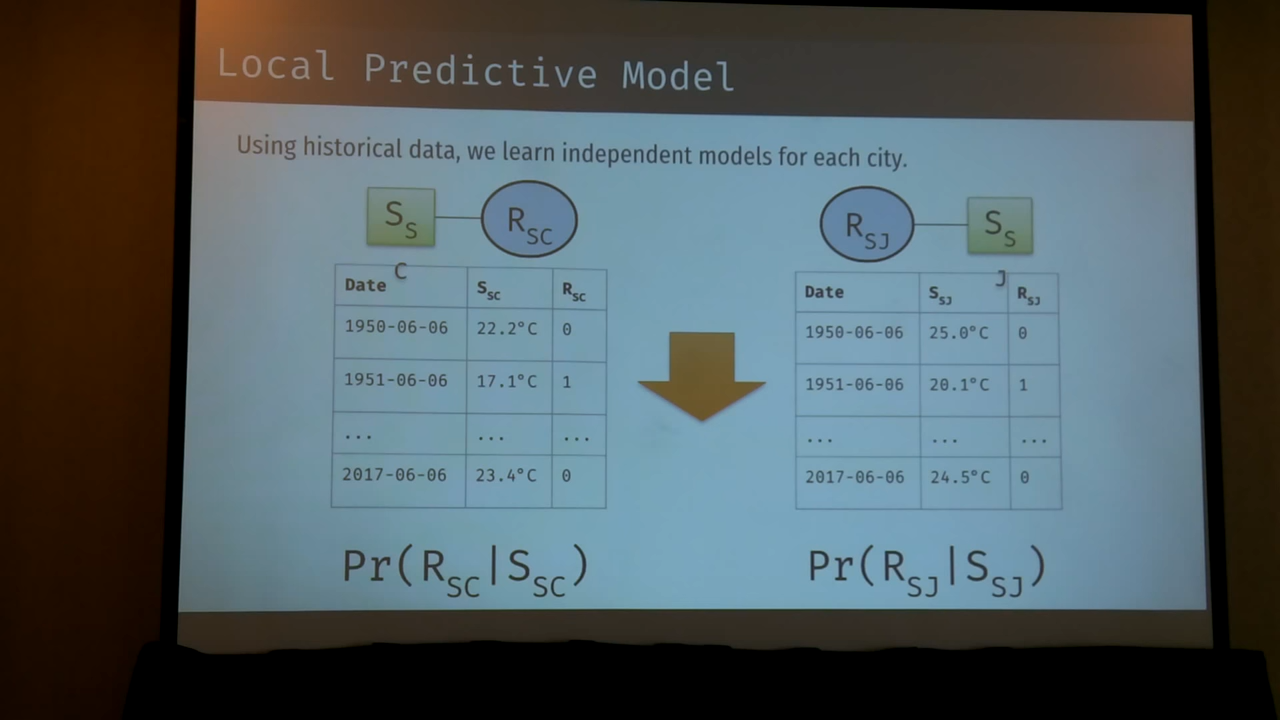 Local Predictive Model
Using historical data, we learn independent models for each city.
S_S
C
R_SC
R_SJ
S_S
J
Date S_SC R_SC
1950-06-06 22.2°C 0
1951-06-06 17.1°C 1
... ... ...
2017-06-06 23.4°C 0
Date S_SJ R_SJ
1950-06-06 25.0°C 0
1951-06-06 20.1°C 1
... ... ...
2017-06-06 24.5°C 0
Pr(R_SC|S_SC)
Pr(R_SJ|S_SJ)